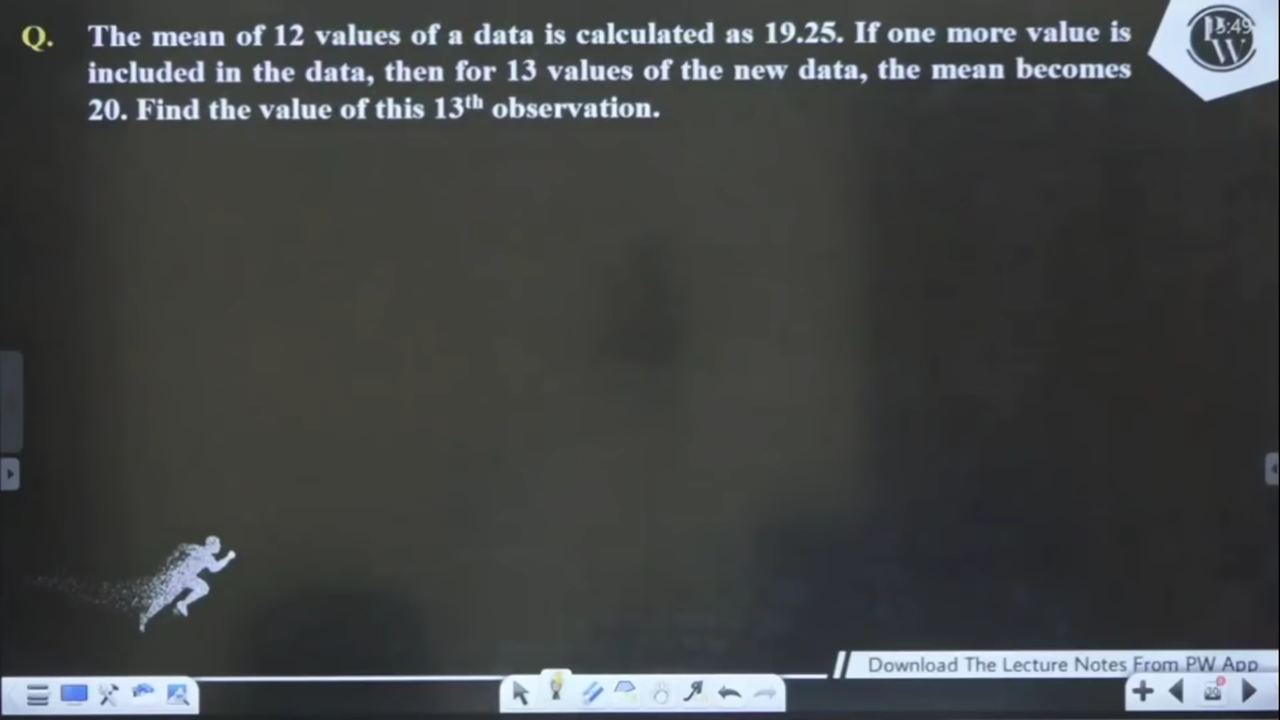 Q. The mean of 12 values of a data is calculated as 19.25. If one more value is
included in the data, then for 13 values of the new data, the mean becomes
20. Find the value of this 13th observation.
Download The Lecture Notes From PW App